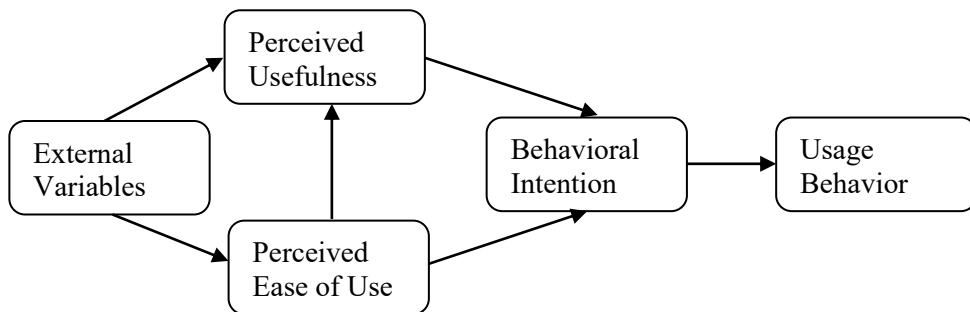 Perceived
Usefulness
External
Variables
Behavioral
Intention
Usage
Behavior
Perceived
Ease of Use